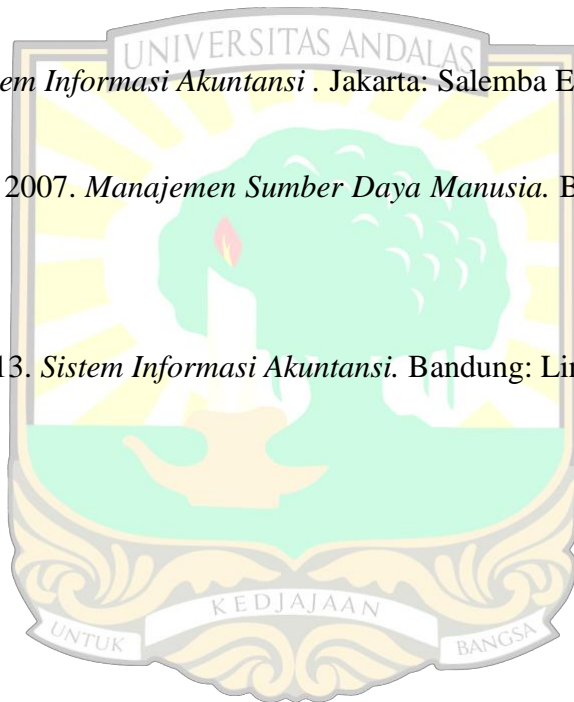 UNIVERSITAS ANDALAS
em Informasi Akuntansi . Jakarta: Salemba E
2007. Manajemen Sumber Daya Manusia. B
13. Sistem Informasi Akuntansi. Bandung: Lin
KEDJAJAAN
UNTUK BANGSA